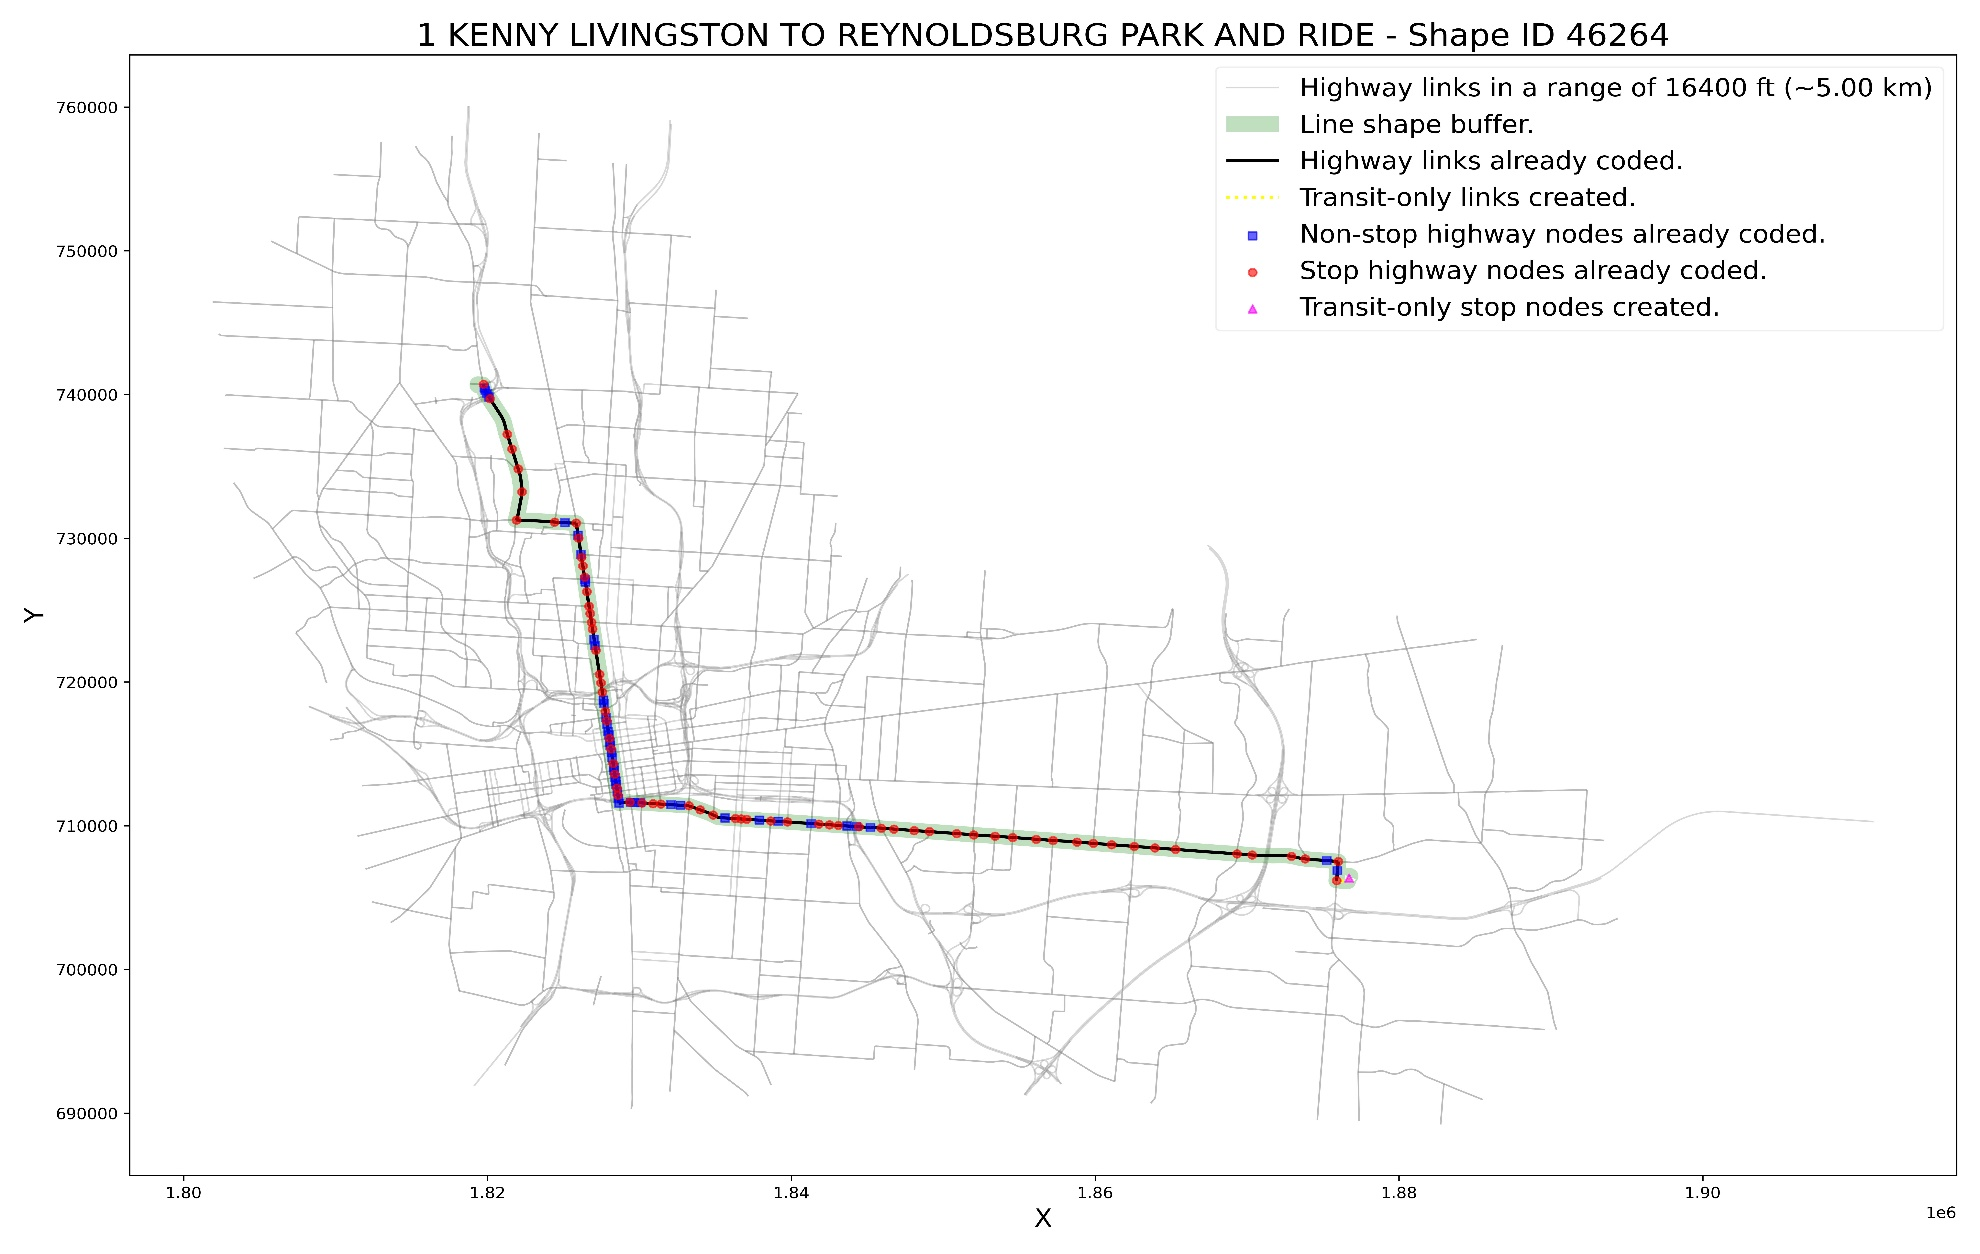 1 KENNY LIVINGSTON TO REYNOLDSBURG PARK AND RIDE - Shape ID 46264
Highway links in a range of 16400 ft (~5.00 km)
Line shape buffer.
Highway links already coded.
Transit-only links created.
Non-stop highway nodes already coded.
Stop highway nodes already coded.
Transit-only stop nodes created.
760000
750000
740000
730000
720000
710000
700000
690000
Y
1.80
1.82
1.84
1.86
1.88
1.90
1e6
X